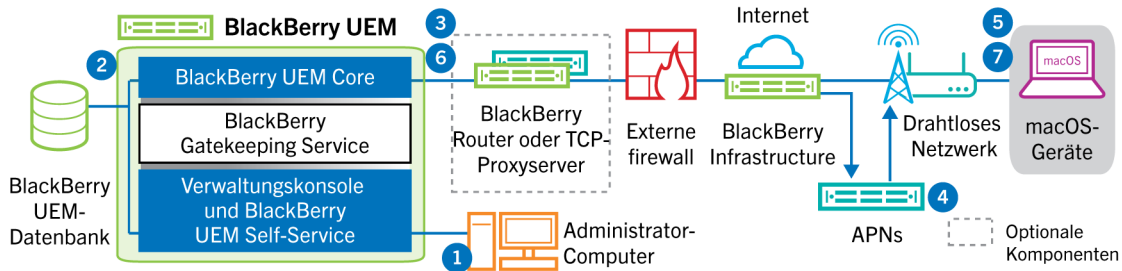 BlackBerry UEM
3
Internet
5
2
6
7
BlackBerry UEM Core
macOS
BlackBerry
Gatekeeping Service
BlackBerry
Router oder TCP-
Proxyserver
Externe
firewall
BlackBerry
Infrastructure
Drahtloses
Netzwerk
macOS-
Geräte
BlackBerry
UEM-
Datenbank
Verwaltungskonsole
und BlackBerry
UEM Self-Service
4
APNs
1
Administrator-
Computer
Optionale
Komponenten